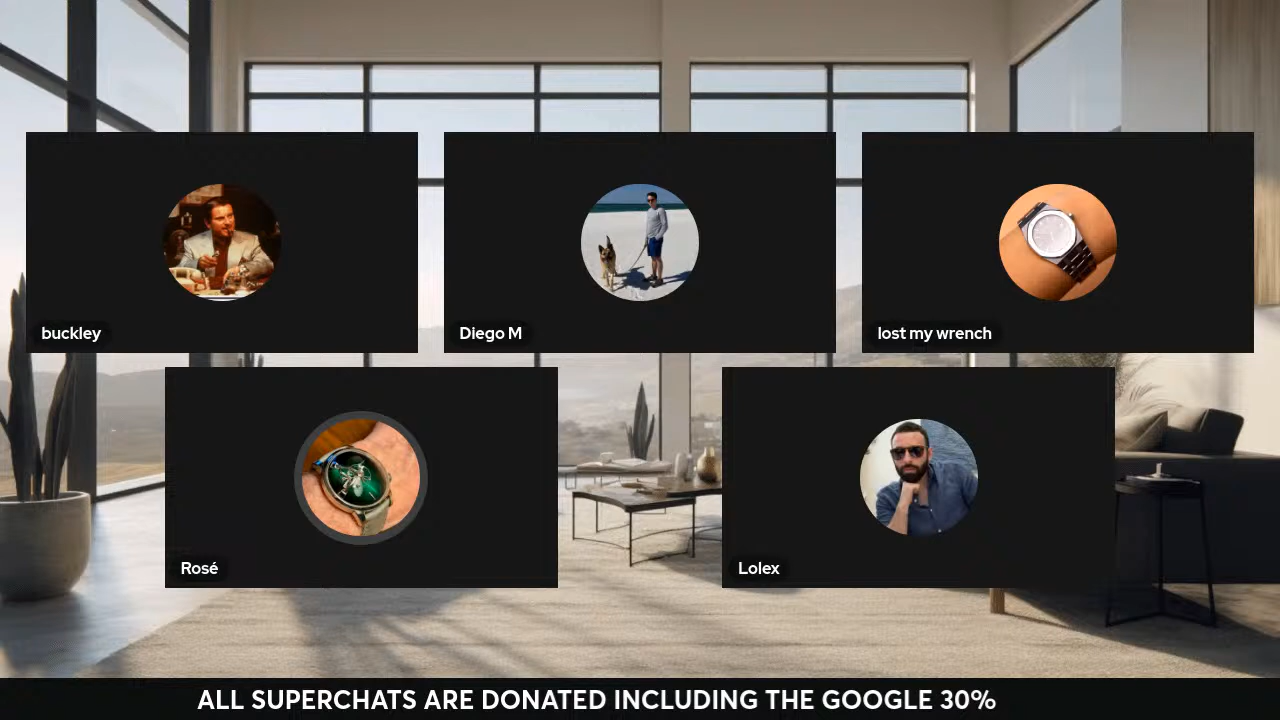 buckley
Diego M
lost my wrench
Rosé
Lolex
ALL SUPERCHATS ARE DONATED INCLUDING THE GOOGLE 30%